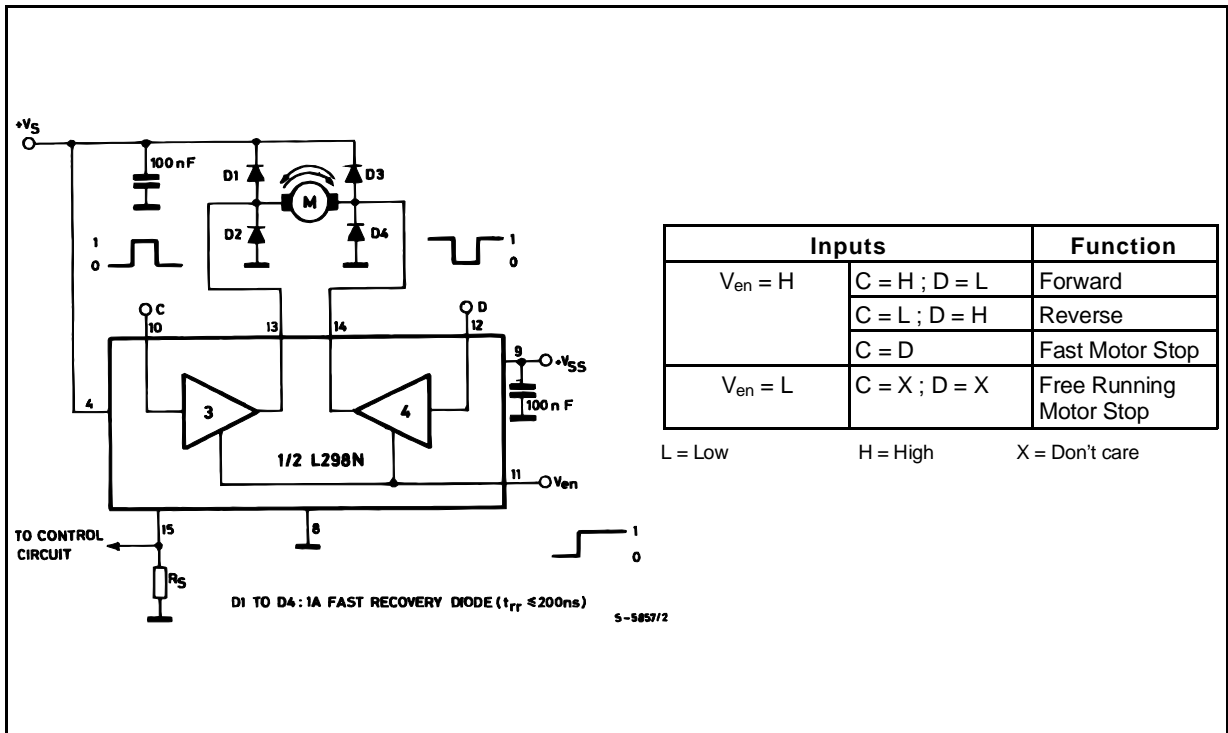 +VS
100nF
D1
D3
M
D2
D4
1
0
1
0
C
D
10
13
14
12
9
+VSS
3
4
100nF
4
1/2 L298N
11
Ven
15
8
TO CONTROL
CIRCUIT
1
0
RS
D1 TO D4: 1A FAST RECOVERY DIODE (trr ≤200ns)
S-5857/2
Inputs Function
Ven = H C = H ; D = L Forward
C = L ; D = H Reverse
C = D Fast Motor Stop
Ven = L C = X ; D = X Free Running
Motor Stop
L = Low H = High X = Don't care